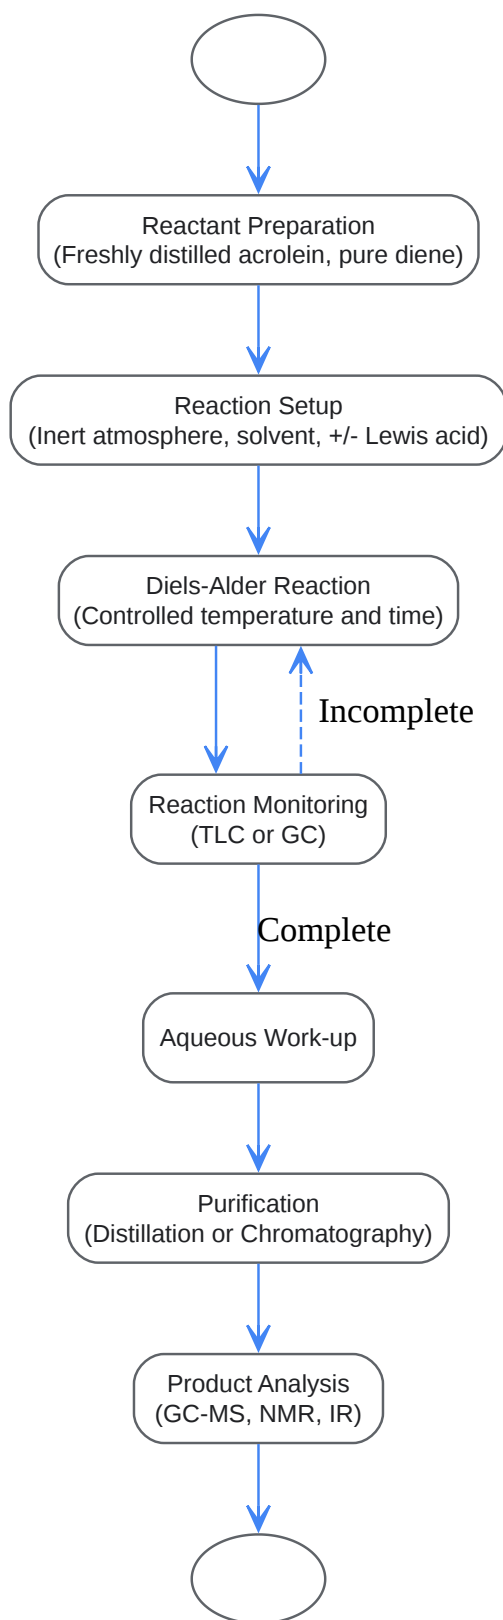 Reactant Preparation
(Freshly distilled acrolein, pure diene)
Reaction Setup
(Inert atmosphere, solvent, +/- Lewis acid)
Diels-Alder Reaction
(Controlled temperature and time)
Incomplete
Reaction Monitoring
(TLC or GC)
Complete
Aqueous Work-up
Purification
(Distillation or Chromatography)
Product Analysis
(GC-MS, NMR, IR)